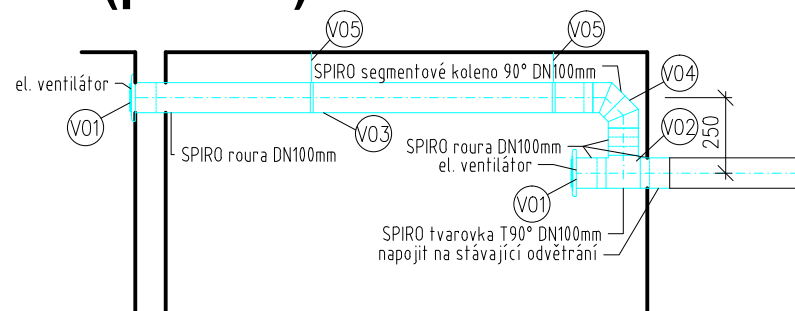 V05
V05
SPIRO segmentové koleno 90° DN100mm
V04
el. ventilátor
V01
V03
V02
250
SPIRO roura DN100mm
SPIRO roura DN100mm
el. ventilátor
V01
SPIRO tvarovka T90° DN100mm
napojit na stávající odvětrání